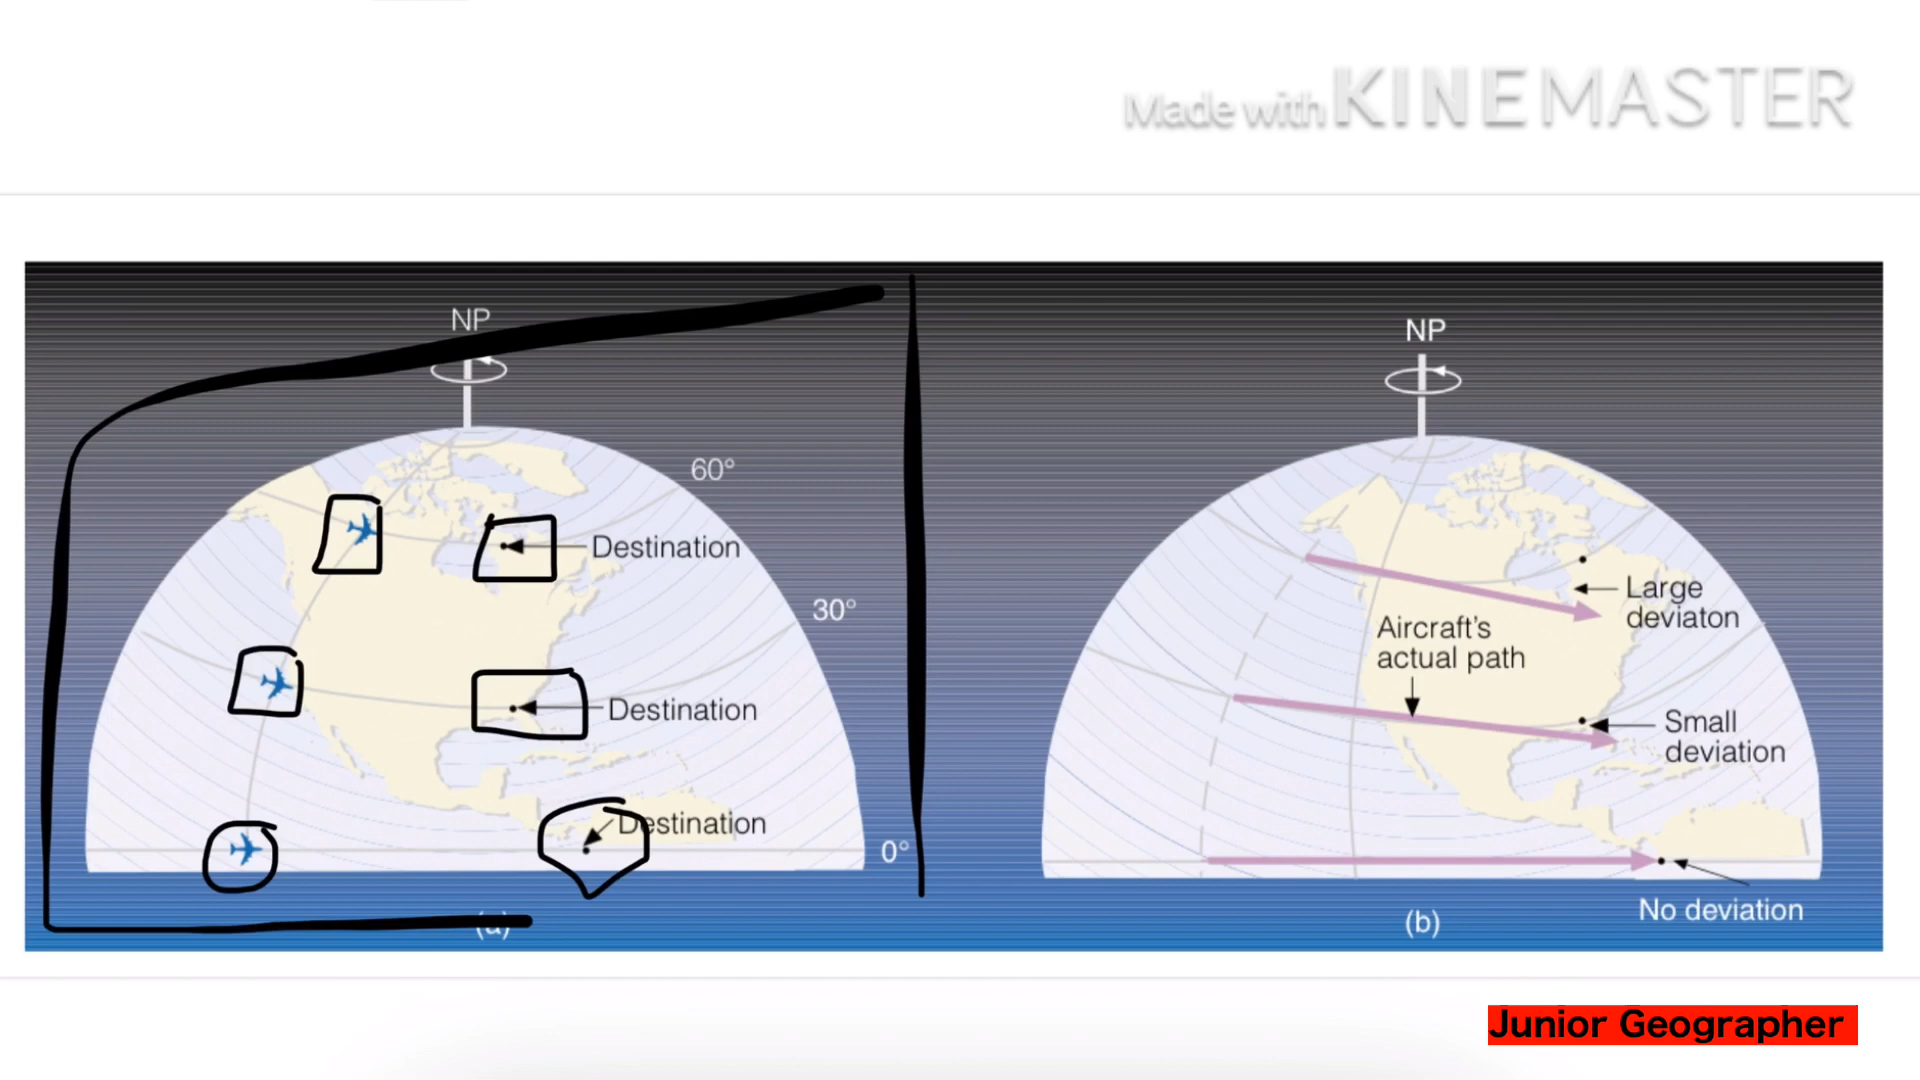 Made with KINEMASTER
NP
60°
Destination
30°
Destination
Destination
0°
(a)
NP
Large
deviaton
Aircraft's
actual path
Small
deviation
No deviation
(b)
Junior Geographer